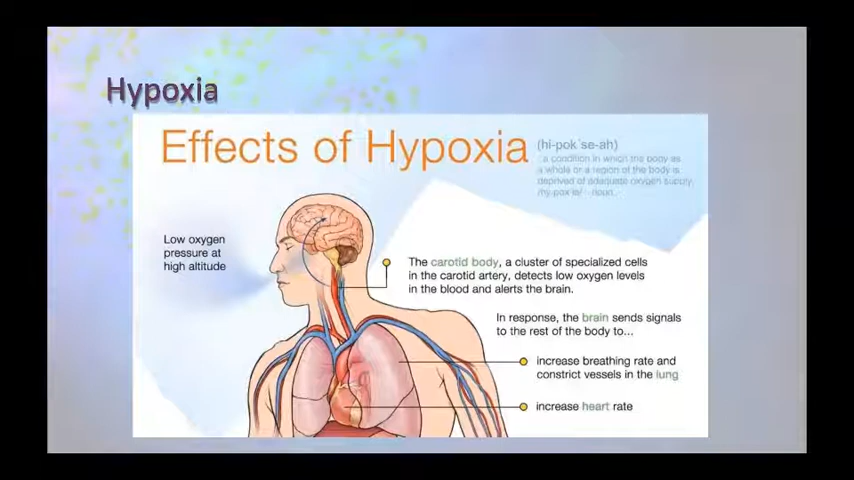 Hypoxia
Effects of Hypoxia
(hi-pok´se-ah)
a condition in which the body as
a whole or a region of the body is
deprived of adequate oxygen supply.
noun.
Low oxygen
pressure at
high altitude
The carotid body, a cluster of specialized cells
in the carotid artery, detects low oxygen levels
in the blood and alerts the brain.
In response, the brain sends signals
to the rest of the body to...
increase breathing rate and
constrict vessels in the lung
increase heart rate